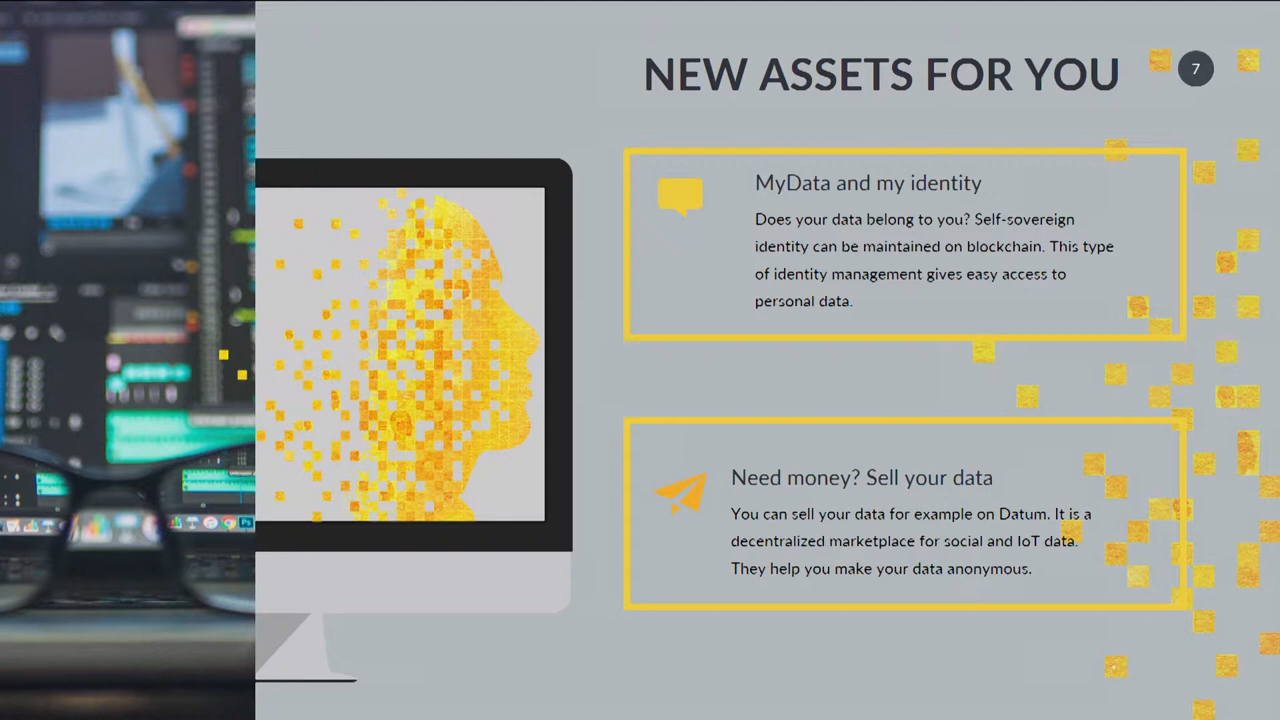 NEW ASSETS FOR YOU
7
MyData and my identity
Does your data belong to you? Self-sovereign
identity can be maintained on blockchain. This type
of identity management gives easy access to
personal data.
Need money? Sell your data
You can sell your data for example on Datum. It is a
decentralized marketplace for social and IoT data.
They help you make your data anonymous.